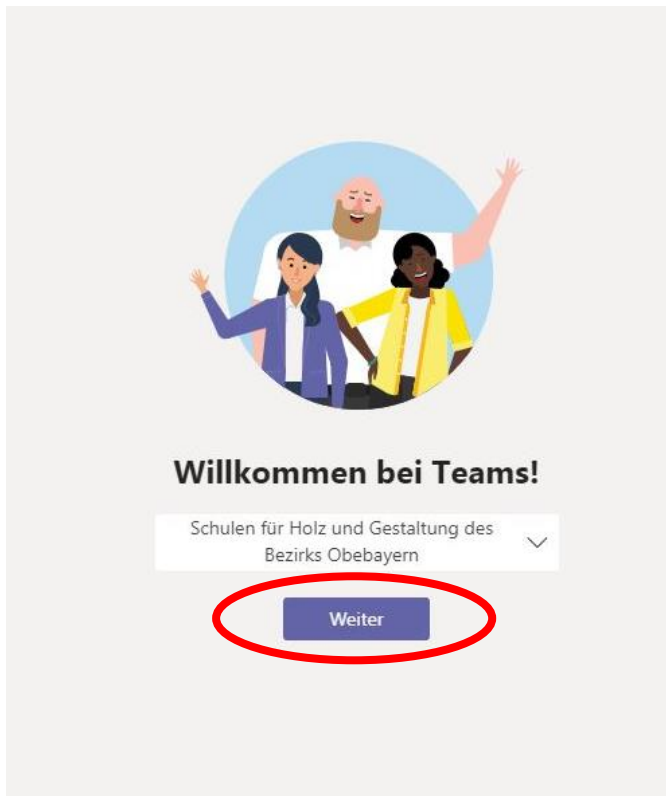 Willkommen bei Teams!
Schulen für Holz und Gestaltung des
Bezirks Obebayern
Weiter